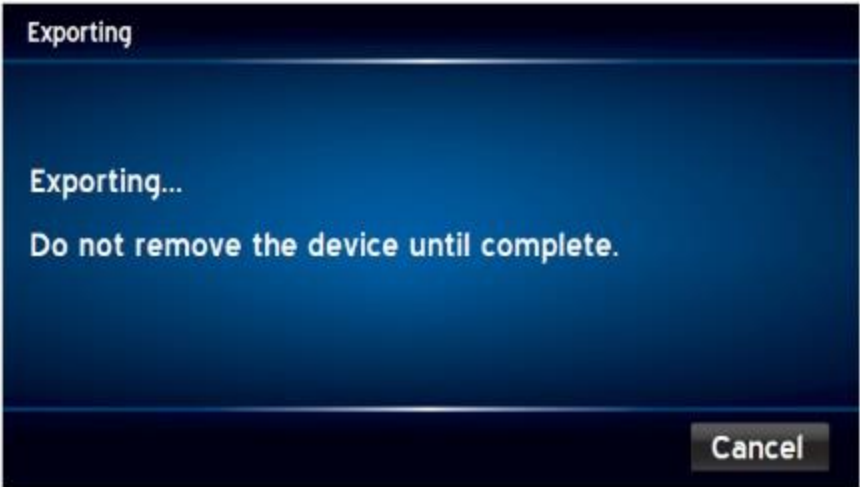 Exporting
Exporting...
Do not remove the device until complete.
Cancel